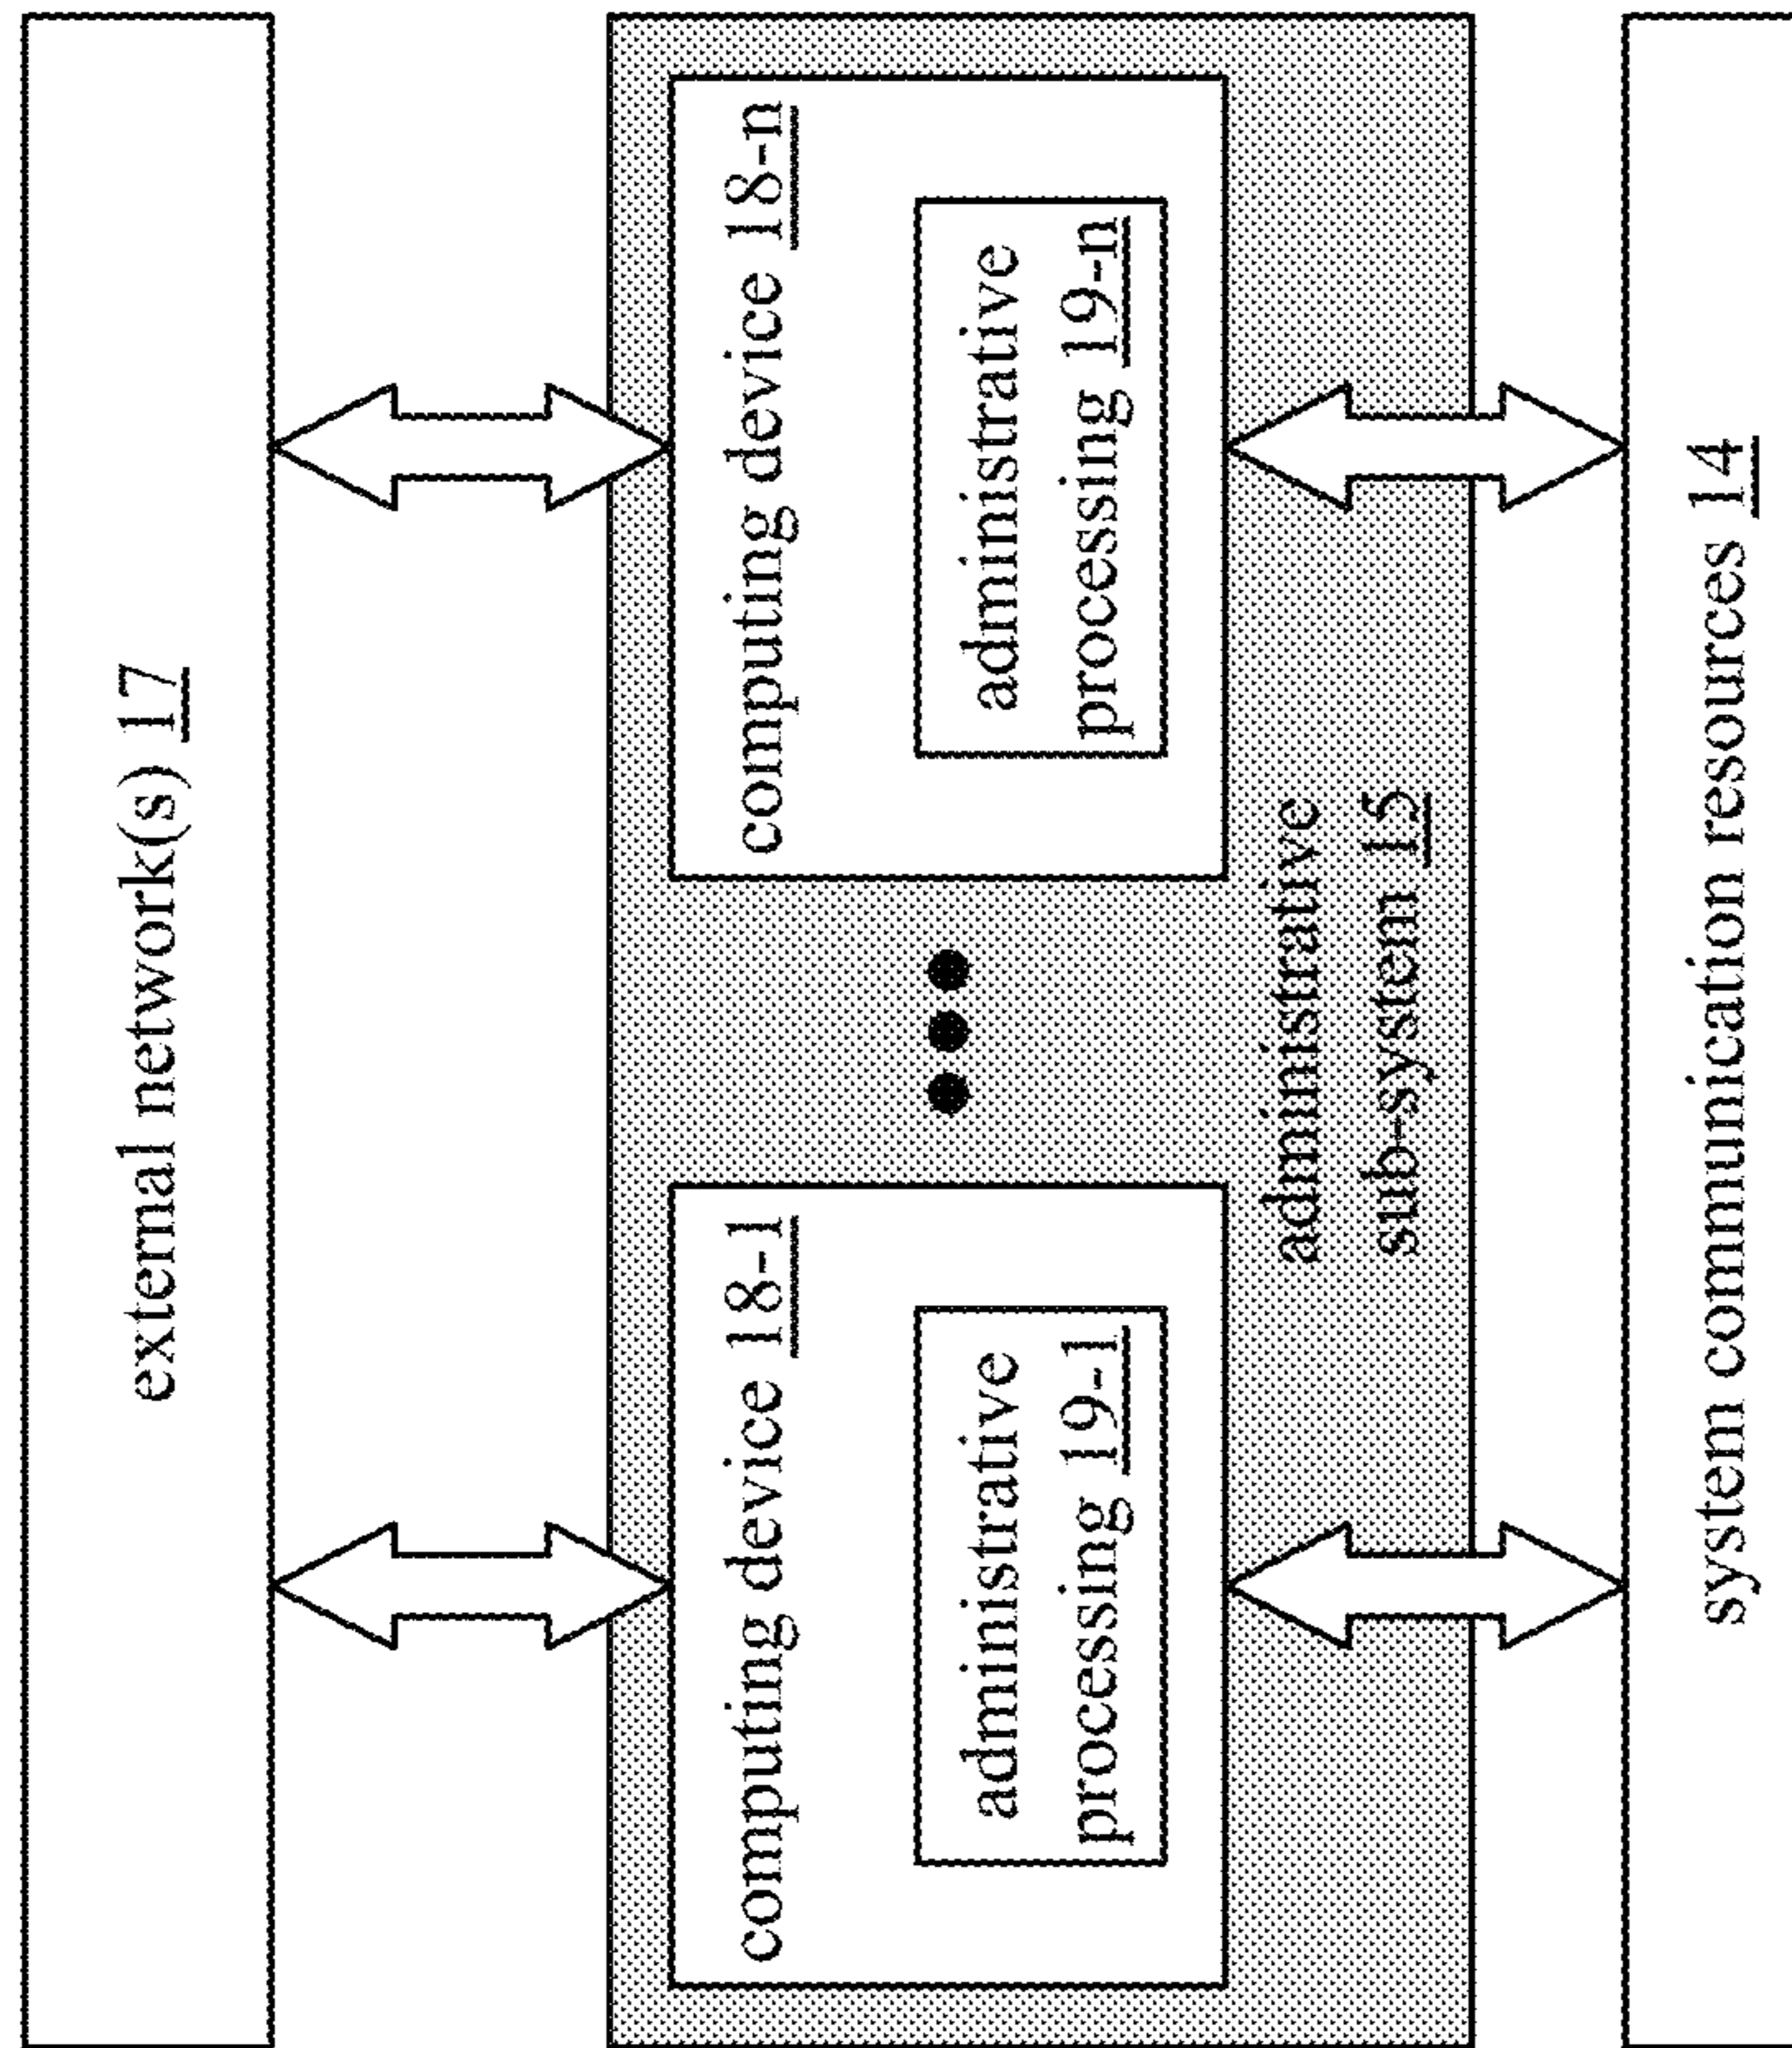 external network(s) 17
computing device 18-1
administrative
processing 19-1
computing device 18-n
administrative
processing 19-n
administrative
sub-system 15
system communication resources 14